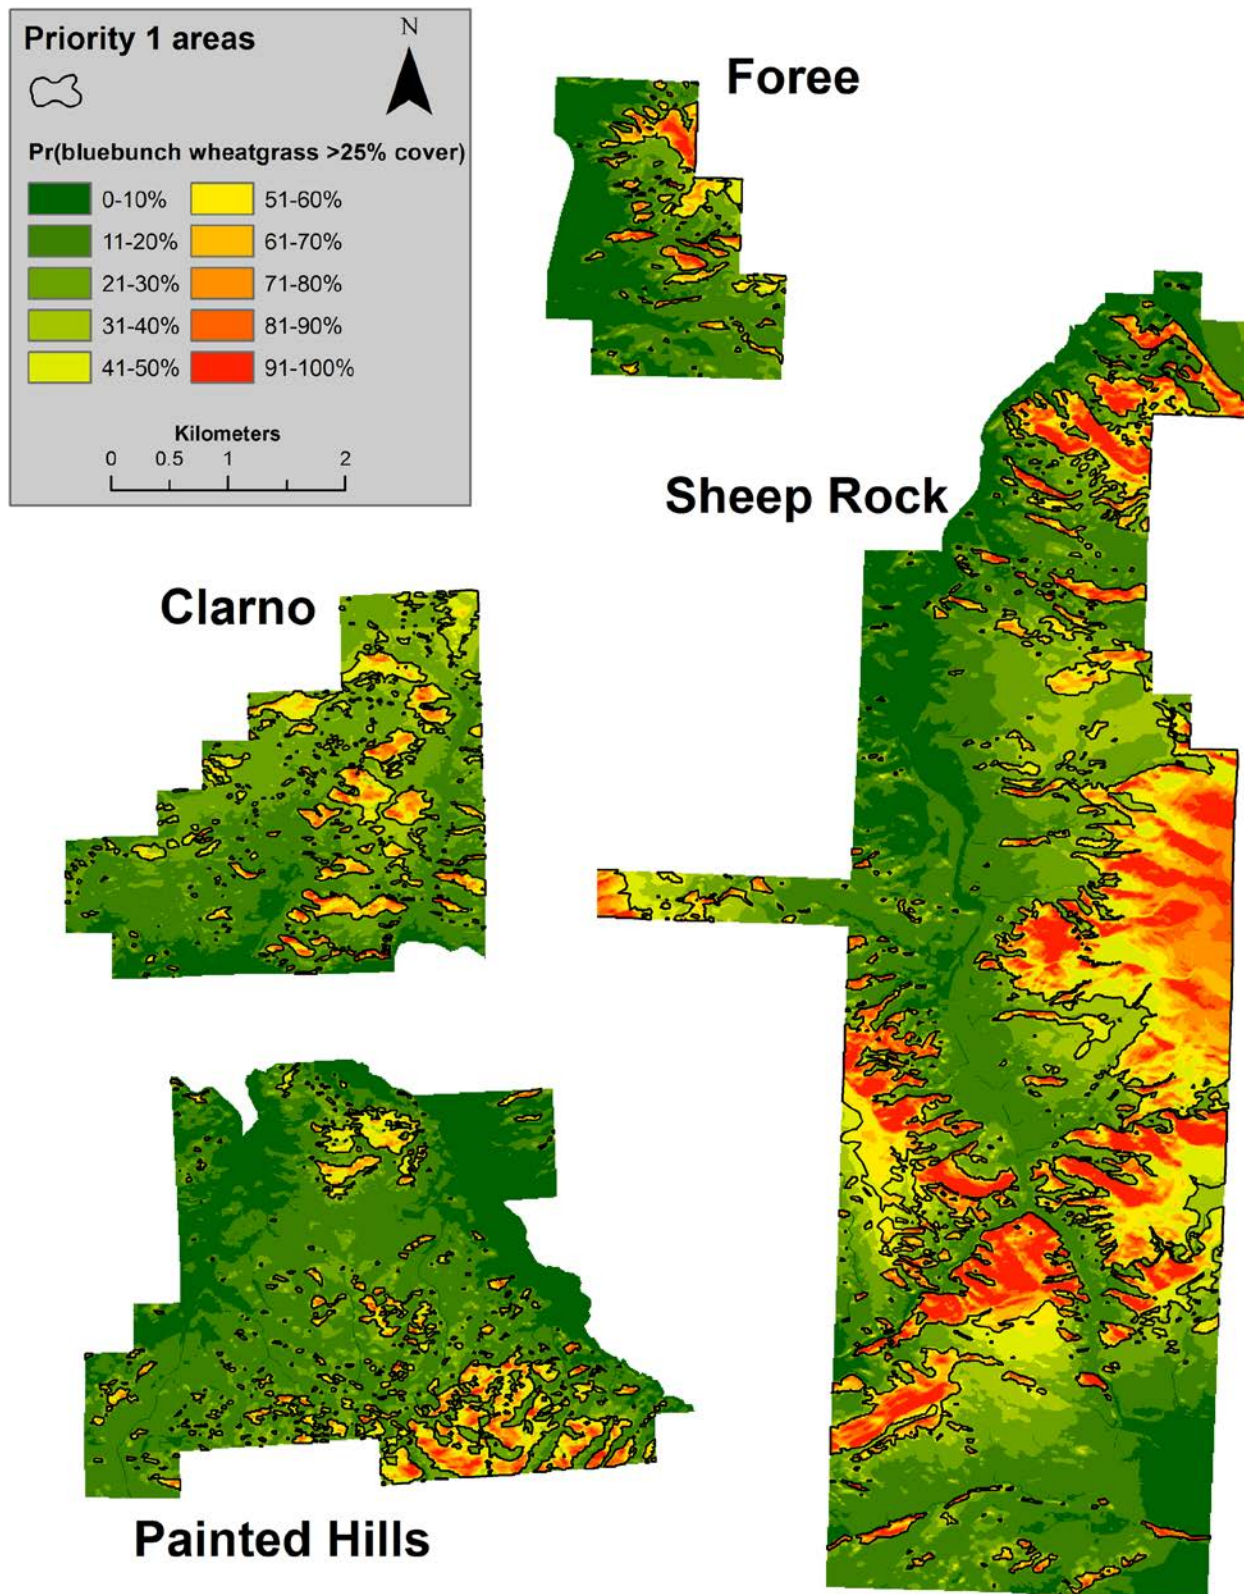 Priority 1 areas
N
Pr(bluebunch wheatgrass >25% cover)
0-10% 51-60%
11-20% 61-70%
21-30% 71-80%
31-40% 81-90%
41-50% 91-100%
Kilometers
0 0.5 1 2
Foree
Sheep Rock
Clarno
Painted Hills